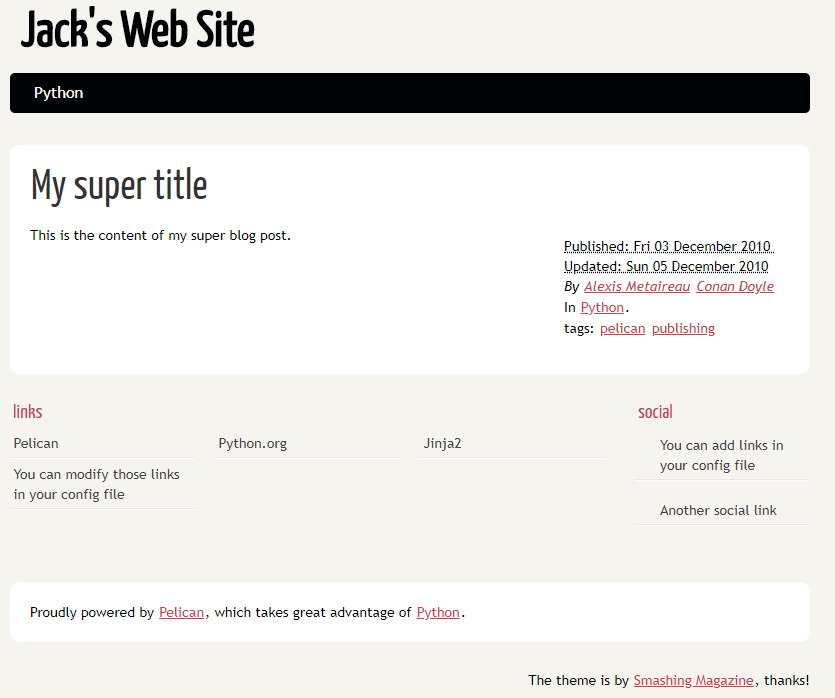 Jack's Web Site
Python
My super title
This is the content of my super blog post.
Published: Fri 03 December 2010
Updated: Sun 05 December 2010
By Alexis Metaireau Conan Doyle
In Python.
tags: pelican publishing
links
Pelican
Python.org
Jinja2
You can modify those links
in your config file
social
You can add links in
your config file
Another social link
Proudly powered by Pelican, which takes great advantage of Python.
The theme is by Smashing Magazine, thanks!